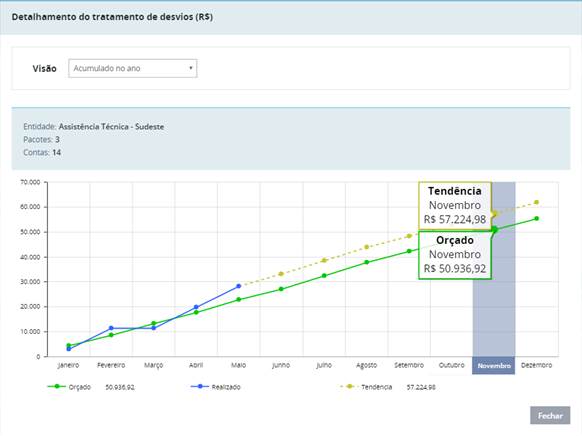 Detalhamento do tratamento de desvios (R$)
Visão Acumulado no ano
Entidade: Assistência Técnica - Sudeste
Pacotes: 3
Contas: 14
70.000
60.000
50.000
40.000
30.000
20.000
10.000
0
Tendência
Novembro
R$ 57.224,98
Orçado
Novembro
R$ 50.936,92
Janeiro Fevereiro Março Abril Maio Junho Julho Agosto Setembro Outubro Novembro Dezembro
Orçado 50.936,92 Realizado Tendência 57.224,98
Fechar